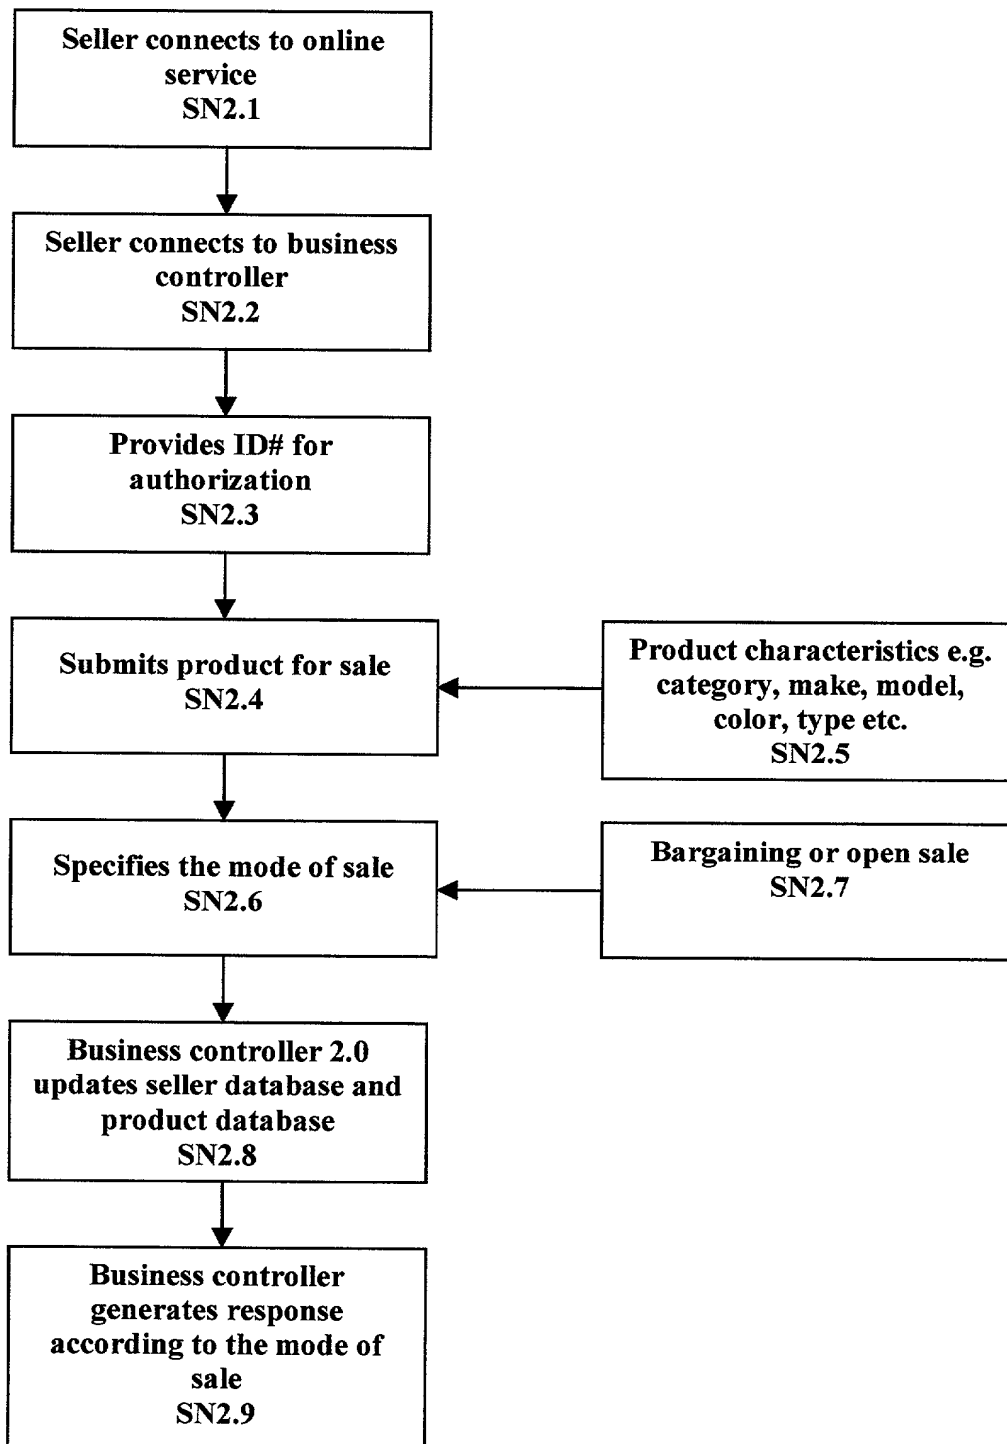 Seller connects to online
service
SN2.1
Seller connects to business
controller
SN2.2
Provides ID# for
authorization
SN2.3
Submits product for sale
SN2.4
Product characteristics e.g.
category, make, model,
color, type etc.
SN2.5
Specifies the mode of sale
SN2.6
Bargaining or open sale
SN2.7
Business controller 2.0
updates seller database and
product database
SN2.8
Business controller
generates response
according to the mode of
sale
SN2.9